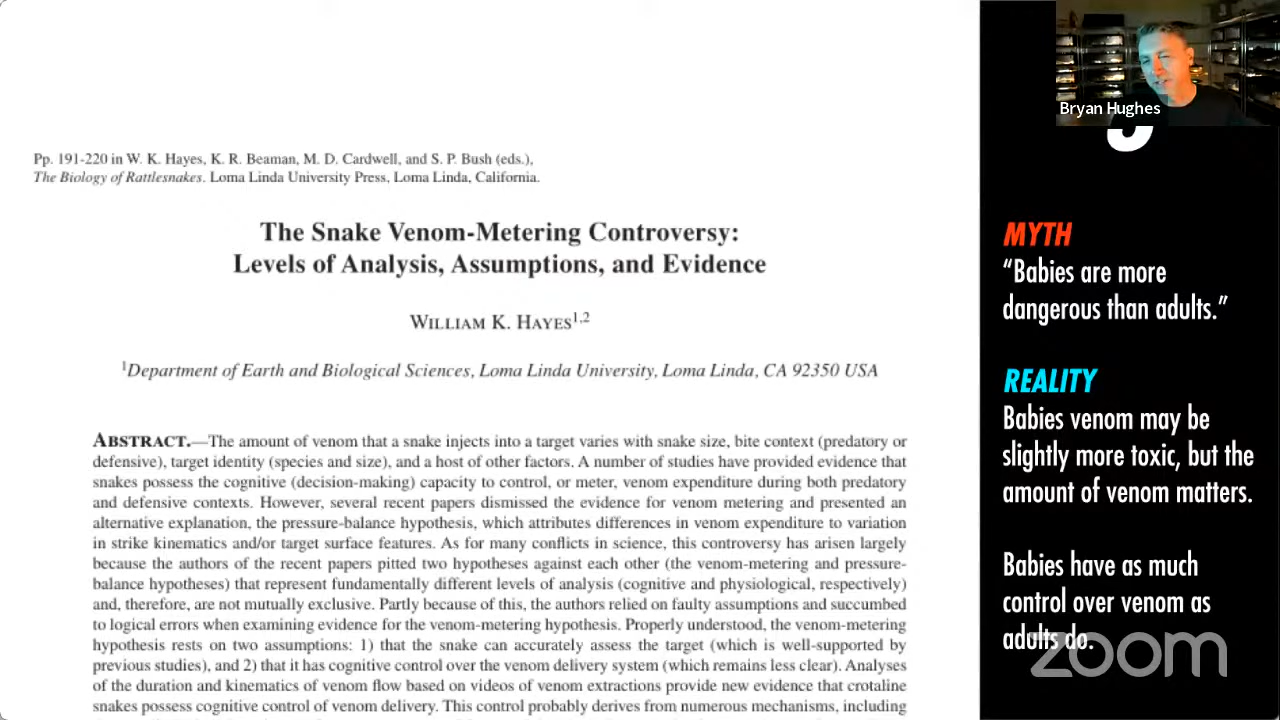 Pp. 191-220 in W. K. Hayes, K. R. Beaman, M. D. Cardwell, and S. P. Bush (eds.),
The Biology of Rattlesnakes. Loma Linda University Press, Loma Linda, California.
The Snake Venom-Metering Controversy:
Levels of Analysis, Assumptions, and Evidence
WILLIAM K. HAYES1,2
1Department of Earth and Biological Sciences, Loma Linda University, Loma Linda, CA 92350 USA
ABSTRACT.—The amount of venom that a snake injects into a target varies with snake size, bite context (predatory or
defensive), target identity (species and size), and a host of other factors. A number of studies have provided evidence that
snakes possess the cognitive (decision-making) capacity to control, or meter, venom expenditure during both predatory
and defensive contexts. However, several recent papers dismissed the evidence for venom metering and presented an
alternative explanation, the pressure-balance hypothesis, which attributes differences in venom expenditure to variation
in strike kinematics and/or target surface features. As for many conflicts in science, this controversy has arisen largely
because the authors of the recent papers pitted two hypotheses against each other (the venom-metering and pressure-
balance hypotheses) that represent fundamentally different levels of analysis (cognitive and physiological, respectively)
and, therefore, are not mutually exclusive. Partly because of this, the authors relied on faulty assumptions and succumbed
to logical errors when examining evidence for the venom-metering hypothesis. Properly understood, the venom-metering
hypothesis rests on two assumptions: 1) that the snake can accurately assess the target (which is well-supported by
previous studies), and 2) that it has cognitive control over the venom delivery system (which remains less clear). Analyses
of the duration and kinematics of venom flow based on videos of venom extractions provide new evidence that crotaline
snakes possess cognitive control of venom delivery. This control probably derives from numerous mechanisms, including
Bryan Hughes
MYTH
“Babies are more
dangerous than adults.”
REALITY
Babies venom may be
slightly more toxic, but the
amount of venom matters.
Babies have as much
control over venom as
adults do.
zoom